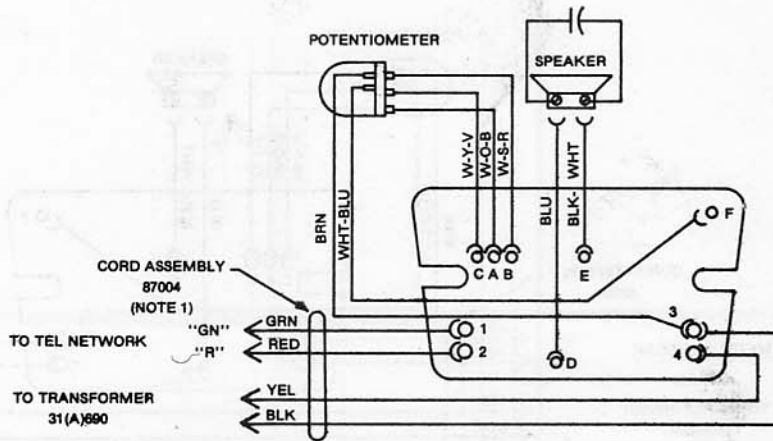 POTENTIOMETER
SPEAKER
W-Y-V
W-O-B
W-S-R
BLU
BLK-WHT
BRN
WHT-BLU
F
C A B
E
CORD ASSEMBLY
87004
(NOTE 1)
3
"GN" GRN 1
TO TEL NETWORK
"R" RED 2
4
D
YEL
TO TRANSFORMER
31(A)690
BLK